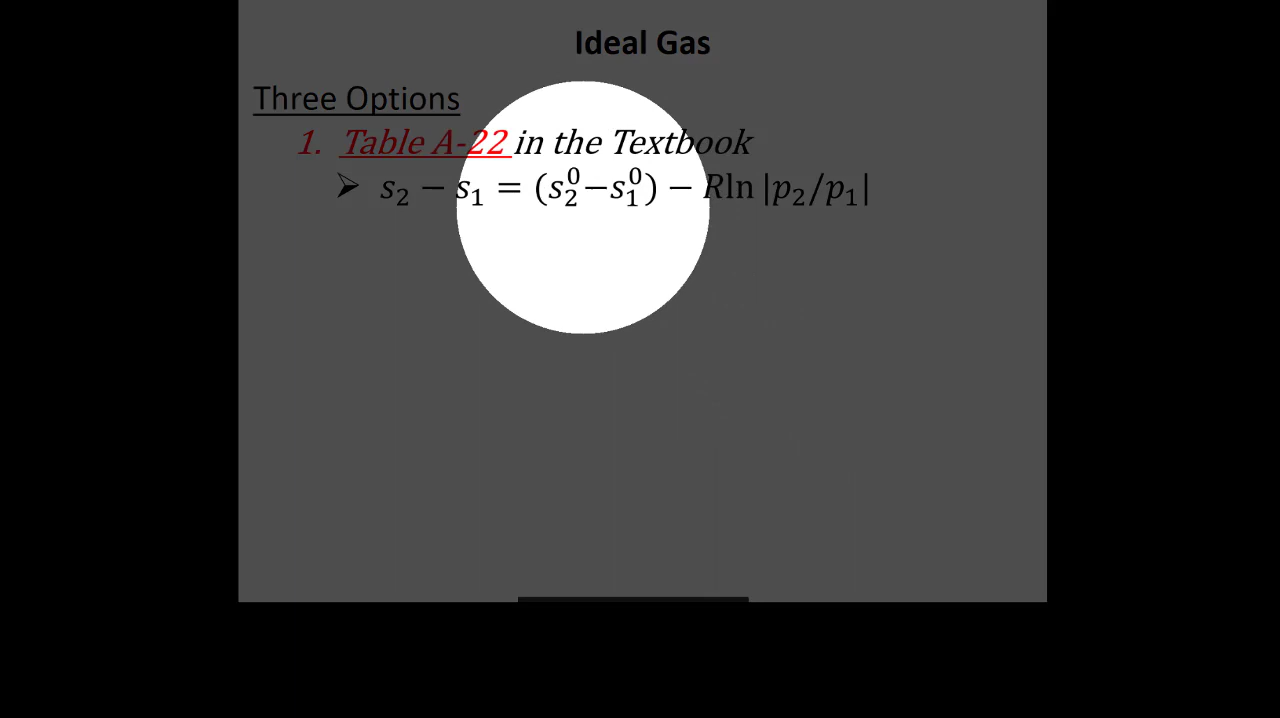 Ideal Gas
Three Options
1. Table A-22 in the Textbook
➢ s₂ − s₁ = (s₂⁰−s₁⁰) − Rln |p₂/p₁|